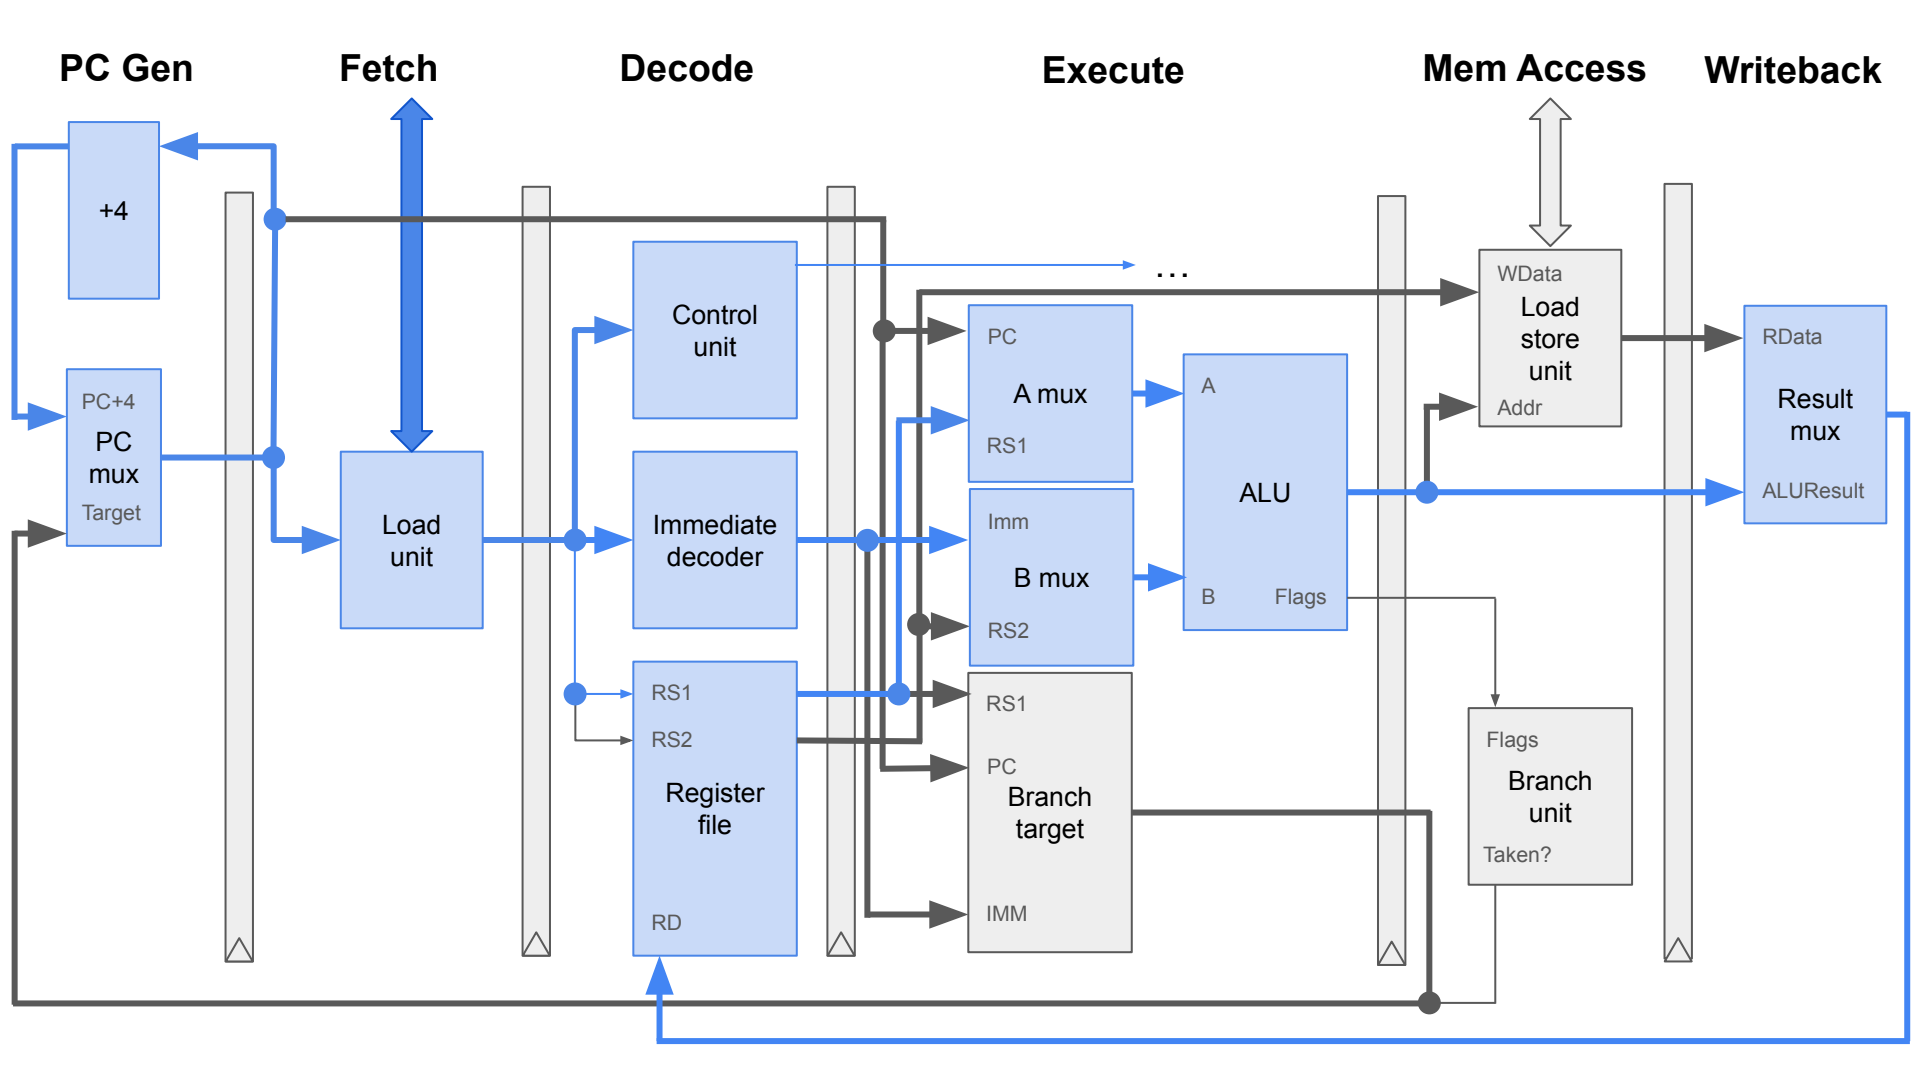 PC Gen
Fetch
Decode
Execute
Mem Access
Writeback
+4
PC+4
PC
mux
Target
Load
unit
Control
unit
Immediate
decoder
RS1
RS2
Register
file
RD
...
PC
A mux
RS1
Imm
B mux
RS2
RS1
PC
Branch
target
IMM
A
ALU
B
Flags
WData
Load
store
unit
Addr
Flags
Branch
unit
Taken?
RData
Result
mux
ALUResult